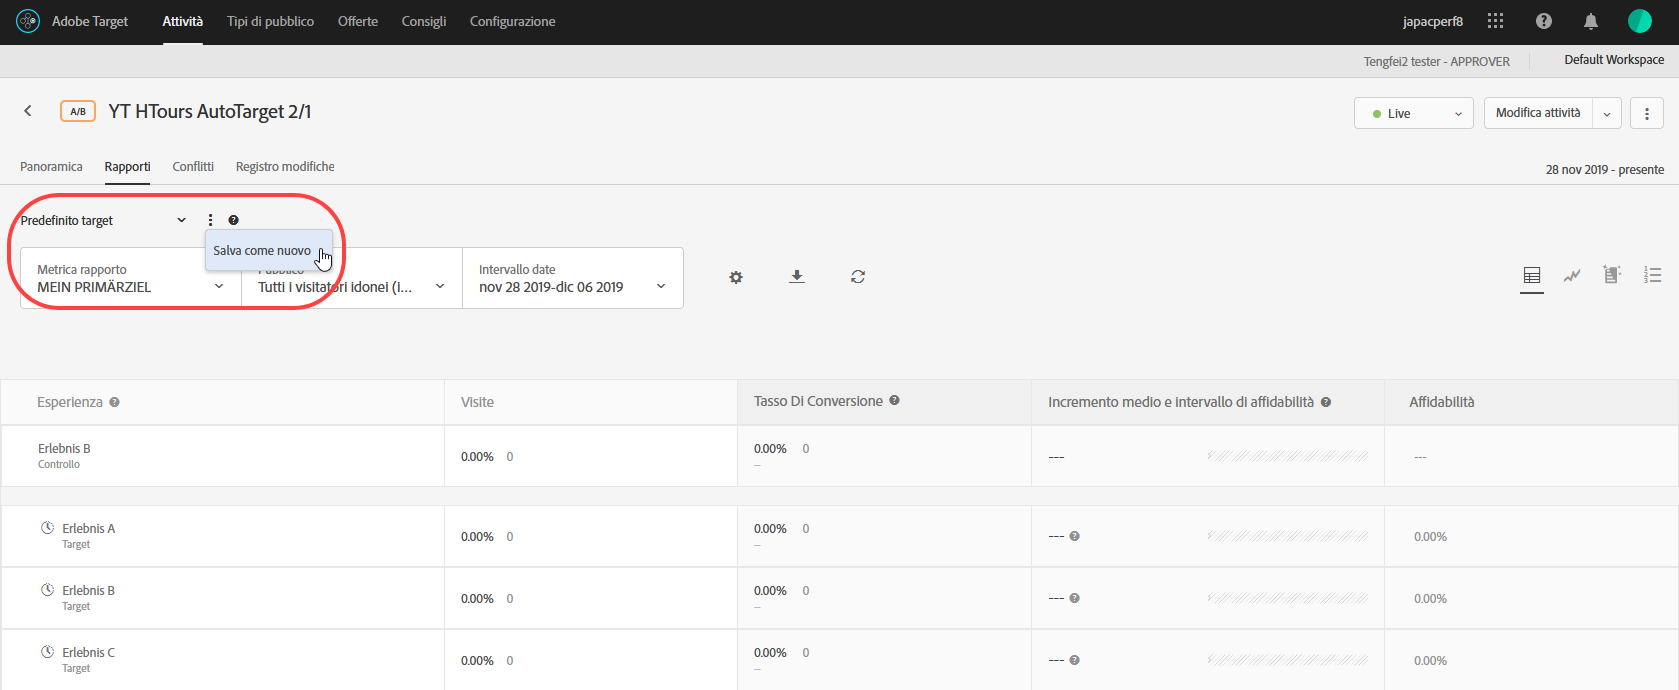 Adobe Target Attività Tipi di pubblico Offerte Consigli Configurazione japacperf8
Tengfei2 tester - APPROVER Default Workspace
A/B YT HTours AutoTarget 2/1
Live Modifica attività
Panoramica Rapporti Conflitti Registro modifiche
28 nov 2019 - presente
Predefinito target
Salva come nuovo
Metrica rapporto Pubblico Intervallo date
MEIN PRIMÄRZIEL Tutti i visitatori idonei (i... nov 28 2019-dic 06 2019
Esperienza Visite Tasso Di Conversione Incremento medio e intervallo di affidabilità Affidabilità
Erlebnis B
Controllo
0.00% 0 0.00% 0 --- ---
--
Erlebnis A
Target
0.00% 0 0.00% 0 --- 0.00%
--
Erlebnis B
Target
0.00% 0 0.00% 0 --- 0.00%
--
Erlebnis C
Target
0.00% 0 0.00% 0 --- 0.00%
--